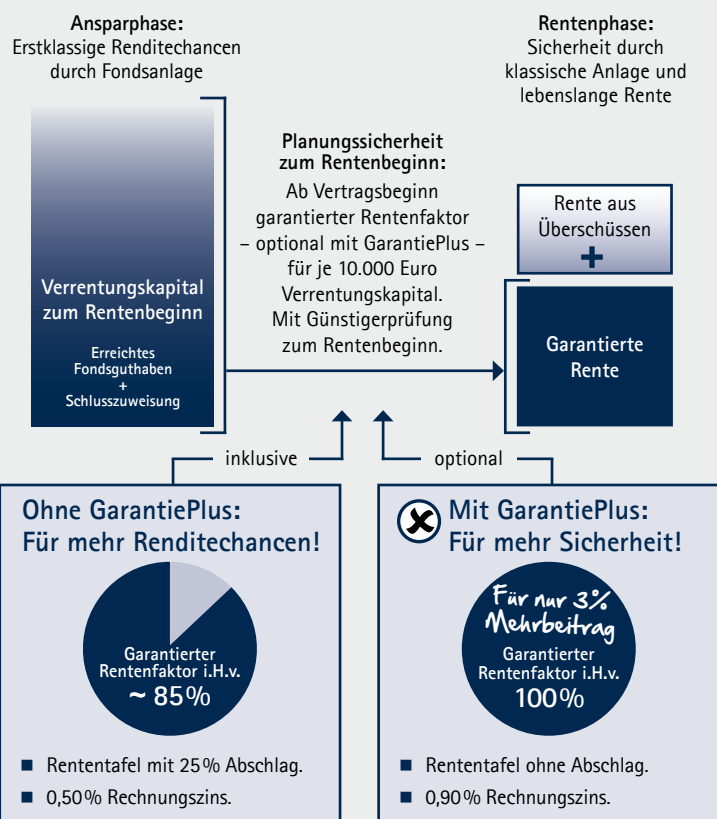 Ansparphase:
Erstklassige Renditechancen
durch Fondsanlage
Rentenphase:
Sicherheit durch
klassische Anlage und
lebenslange Rente
Verrentungskapital
zum Rentenbeginn
Erreichtes
Fondsguthaben
+
Schlusszuweisung
Planungssicherheit
zum Rentenbeginn:
Ab Vertragsbeginn
garantierter Rentenfaktor
– optional mit GarantiePlus –
für je 10.000 Euro
Verrentungskapital.
Mit Günstigerprüfung
zum Rentenbeginn.
Rente aus
Überschüssen
+
Garantierte
Rente
inklusive
optional
Ohne GarantiePlus:
Für mehr Renditechancen!
Garantierter
Rentenfaktor i.H.v.
~ 85%
■ Rententafel mit 25% Abschlag.
■ 0,50% Rechnungszins.
Mit GarantiePlus:
Für mehr Sicherheit!
Für nur 3%
Mehrbeitrag
Garantierter
Rentenfaktor i.H.v.
100%
■ Rententafel ohne Abschlag.
■ 0,90% Rechnungszins.